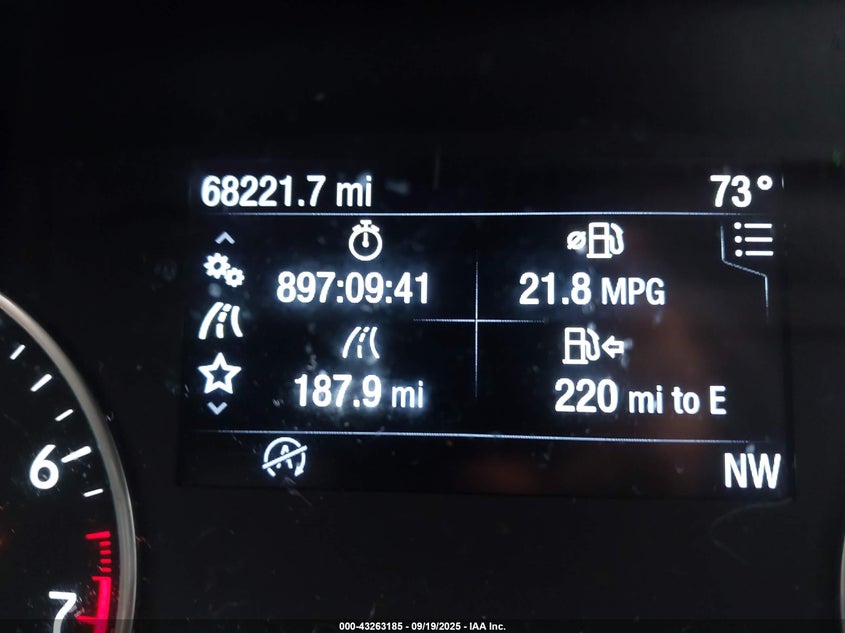 68221.7 mi 73°
897:09:41 21.8 MPG
187.9 mi 220 mi to E
6
NW
7
000-43263185 - 09/19/2025 - IAA Inc.